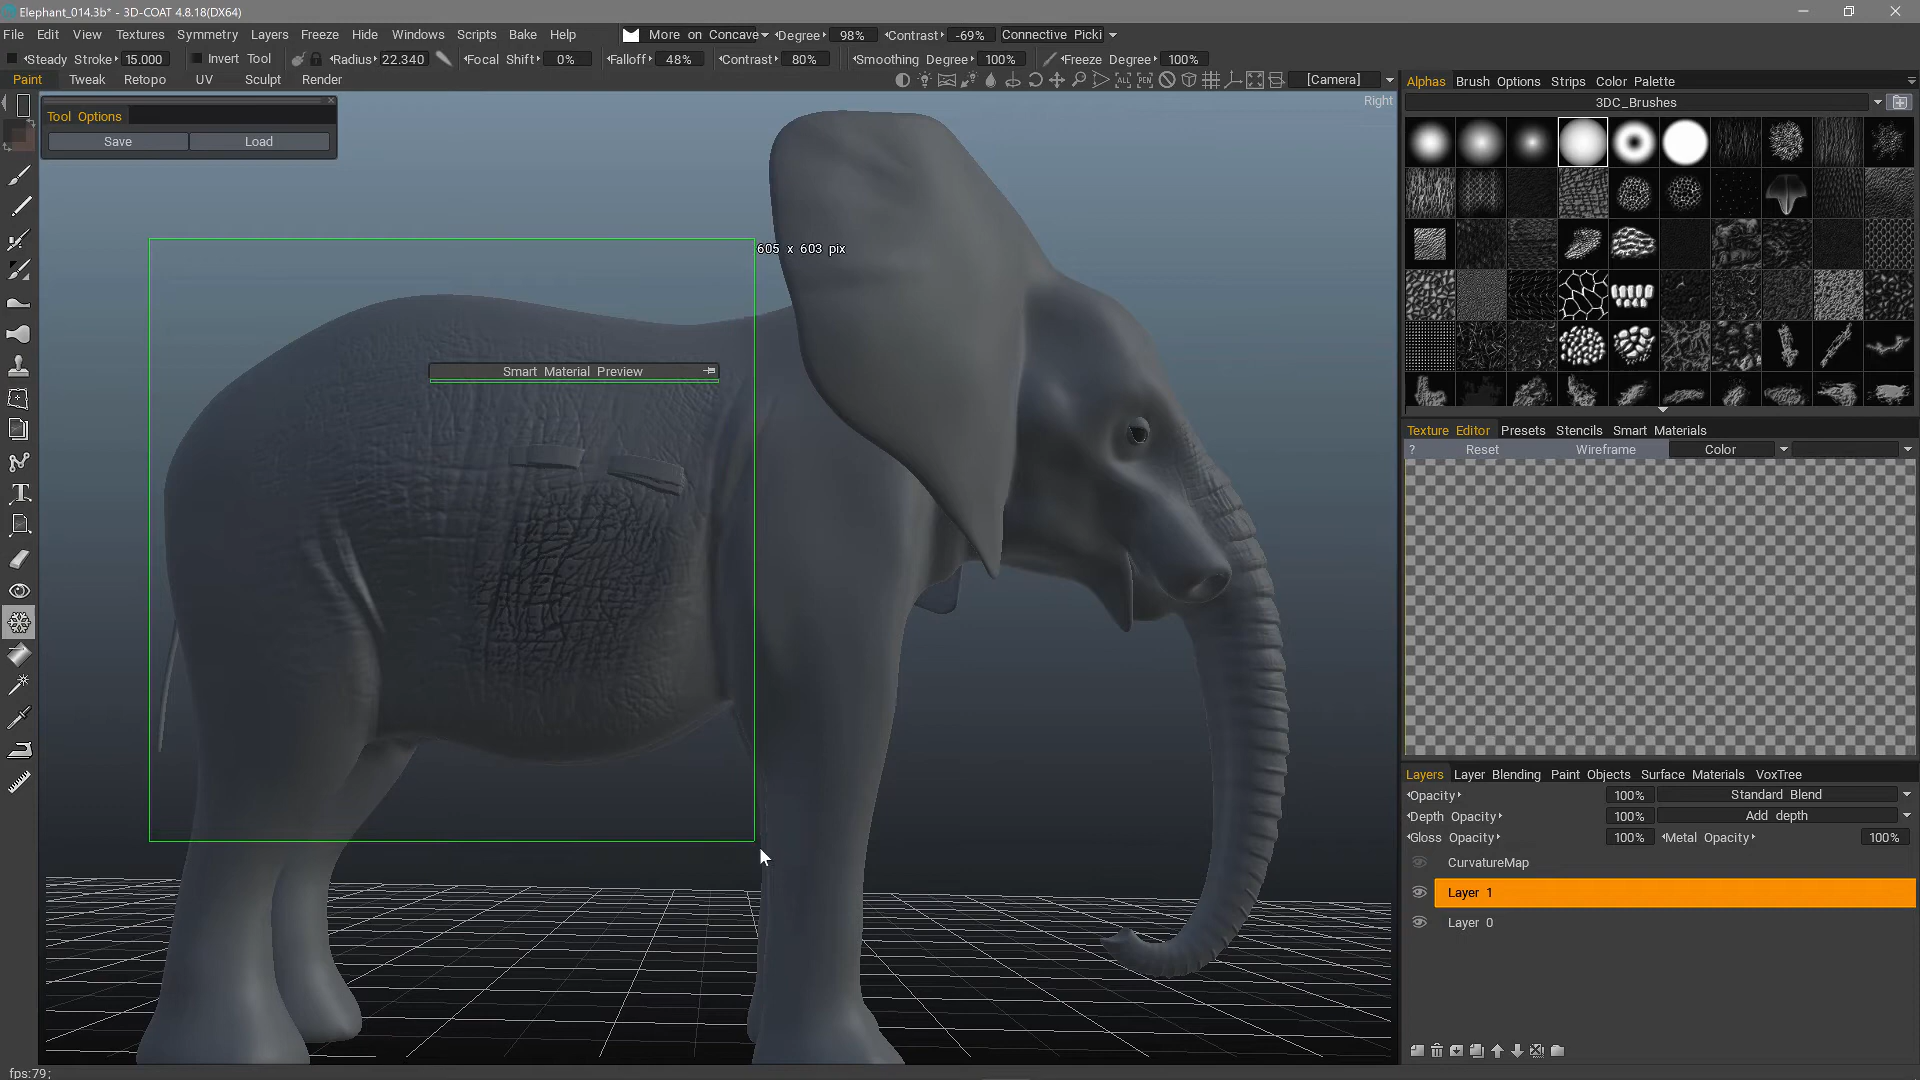 Elephant_014.3b* - 3D-COAT 4.8.18(DX64)
File Edit View Textures Symmetry Layers Freeze Hide Windows Scripts Bake Help More on Concave Degree 98% Contrast -69% Connective Picki
Steady Stroke 15.000 Invert Tool Radius 22.340 Focal Shift 0% Falloff 48% Contrast 80% Smoothing Degree 100% Freeze Degree 100%
Paint Tweak Retopo UV Sculpt Render [Camera]
Right
Tool Options
Save Load
605 x 603 pix
Smart Material Preview
Alphas Brush Options Strips Color Palette
3DC_Brushes
Texture Editor Presets Stencils Smart Materials
? Reset Wireframe Color
Layers Layer Blending Paint Objects Surface Materials VoxTree
Opacity 100% Standard Blend
Depth Opacity 100% Add depth
Gloss Opacity 100% Metal Opacity 100%
CurvatureMap
Layer 1
Layer 0
fps:79;